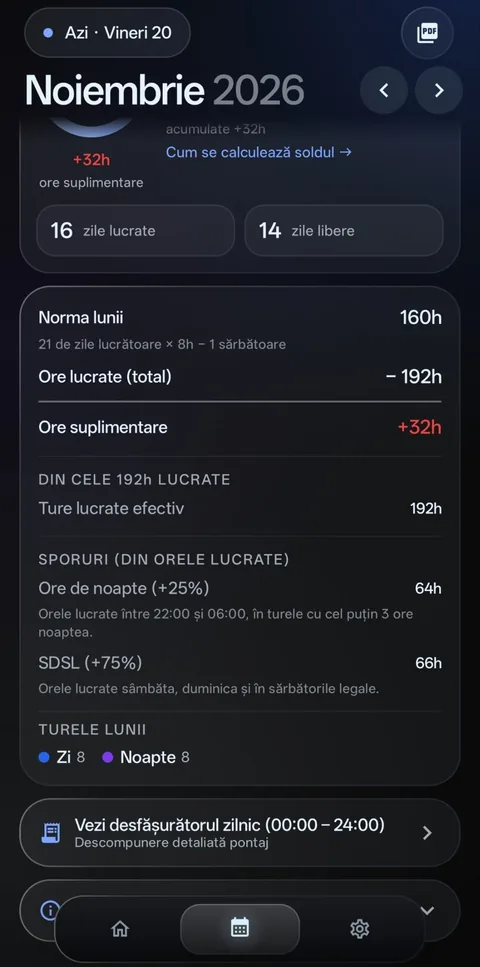 Azi · Vineri 20
PDF
Noiembrie 2026
acumulate +32h
+32h
Cum se calculează soldul →
ore suplimentare
16 zile lucrate
14 zile libere
Norma lunii 160h
21 de zile lucrătoare × 8h − 1 sărbătoare
Ore lucrate (total) − 192h
Ore suplimentare +32h
DIN CELE 192h LUCRATE
Ture lucrate efectiv 192h
SPORURI (DIN ORELE LUCRATE)
Ore de noapte (+25%) 64h
Orele lucrate între 22:00 și 06:00, în turele cu cel puțin 3 ore
noaptea.
SDSL (+75%) 66h
Orele lucrate sâmbăta, duminica și în sărbătorile legale.
TURELE LUNII
Zi 8 Noapte 8
Vezi desfășurătorul zilnic (00:00 – 24:00)
Descompunere detaliată pontaj